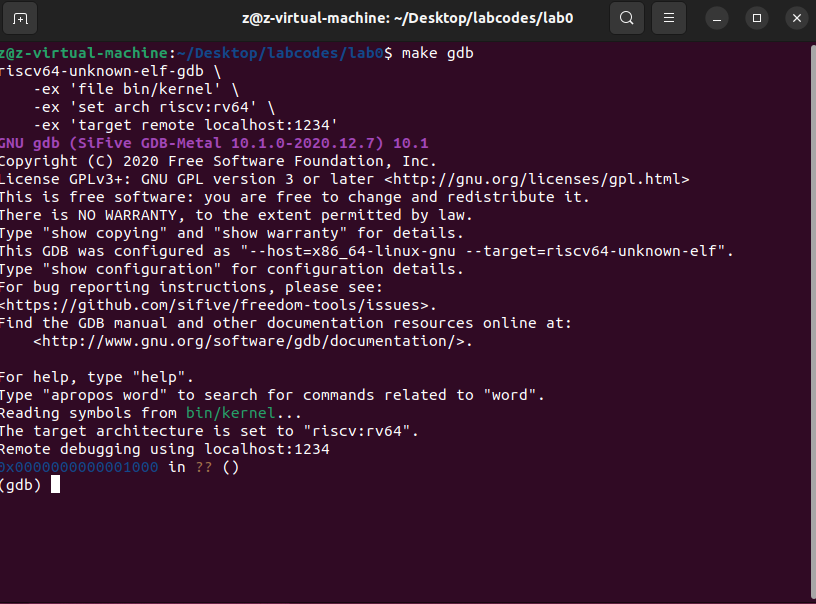 z@z-virtual-machine: ~/Desktop/labcodes/lab0
z@z-virtual-machine:~/Desktop/labcodes/lab0$ make gdb
riscv64-unknown-elf-gdb \
    -ex 'file bin/kernel' \
    -ex 'set arch riscv:rv64' \
    -ex 'target remote localhost:1234'
GNU gdb (SiFive GDB-Metal 10.1.0-2020.12.7) 10.1
Copyright (C) 2020 Free Software Foundation, Inc.
License GPLv3+: GNU GPL version 3 or later <http://gnu.org/licenses/gpl.html>
This is free software: you are free to change and redistribute it.
There is NO WARRANTY, to the extent permitted by law.
Type "show copying" and "show warranty" for details.
This GDB was configured as "--host=x86_64-linux-gnu --target=riscv64-unknown-elf".
Type "show configuration" for configuration details.
For bug reporting instructions, please see:
<https://github.com/sifive/freedom-tools/issues>.
Find the GDB manual and other documentation resources online at:
    <http://www.gnu.org/software/gdb/documentation/>.

For help, type "help".
Type "apropos word" to search for commands related to "word".
Reading symbols from bin/kernel...
The target architecture is set to "riscv:rv64".
Remote debugging using localhost:1234
0x0000000000001000 in ?? ()
(gdb)